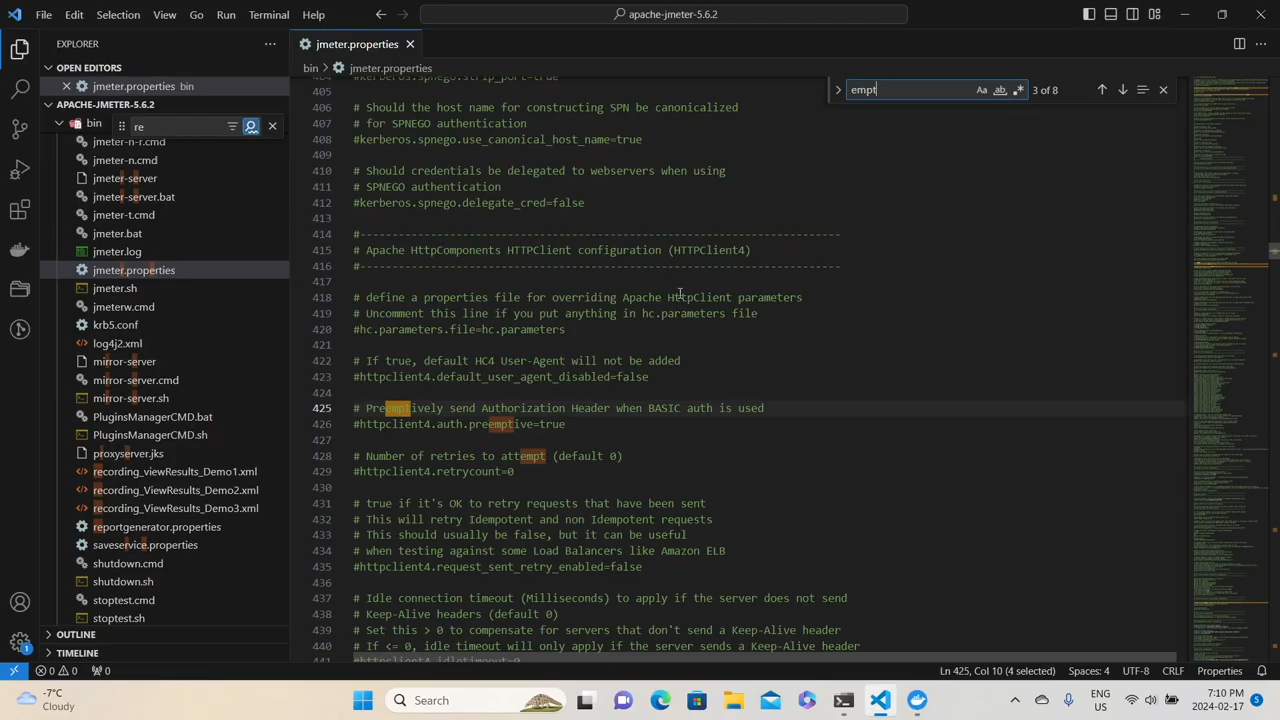 File Edit Selection View Go Run Terminal Help
apache-jmeter-5.6.2
EXPLORER
OPEN EDITORS
jmeter.properties bin
APACHE-JMETER-5.6.2
re
jmeter-n-r.cmd
jmeter-n.cmd
jmeter-server
jmeter-server.bat
jmeter-t.cmd
jmeter.bat
jmeter.log
jmeter.properties
jmeter.sh
jmeterw.cmd
krb5.conf
log4j2.xml
mirror-server
mirror-server.cmd
mirror-server.sh
PluginsManagerCMD.bat
PluginsManagerCMD.sh
recording_viewResults_Demo1.xml
recording_ViewResults_Demo2.xml
recording_ViewResults_Demo3.xml
reportgenerator.properties
saveservice.properties
shutdown.cmd
shutdown.sh
stoptest.cmd
stoptest.sh
OUTLINE
TIMELINE
jmeter.properties
bin > jmeter.properties
empt
3 of 8
404 #kerberos.spnego.strip_port=true
405
406 # Should the host name when constructing SPN be canonicalized
407 # for SPNEGO authentication
408 #kerberos.spnego.use_canonical_host_name=true
409
410 # Should credentials be delegated to webservers when using
411 # SPNEGO authentication
412 #kerberos.spnego.delegate_cred=false
413
414 #---------------------------------------------------------------------------
415 # Apache HttpComponents HTTPClient configuration (HTTPClient4)
416 #---------------------------------------------------------------------------
417
418 # define a properties file for overriding Apache HttpClient parameters
419 # Uncomment this line if you put anything in hc.parameters file
420 #hc.parameters.file=hc.parameters
421
422 # If true, default HC4 User-Agent will not be added
423 #httpclient4.default_user_agent_disabled=false
424
425 # Preemptively send Authorization Header when BASIC auth is used
426 #httpclient4.auth.preemptive=true
427
428 # Number of retries to attempt (default 0)
429 #httpclient4.retrycount=0
430
431 # true if it's OK to retry requests that have been sent
432 # This will retry Idempotent and non Idempotent requests
433 # This should usually be false, but it can be useful
434 # when testing against some Load Balancers like Amazon ELB
435 #httpclient4.request_sent_retry_enabled=false
436
437 # Idle connection timeout (Milliseconds) to apply if the server does not send
438 # Keep-Alive headers (default 0)
439 # Set this > 0 to compensate for servers that don't send a Keep-Alive header
440 # If <= 0, idle timeout will only apply if the server sends a Keep-Alive header
441 #httpclient4.idletimeout=0
0 0
0
Ln 425, Col 10 (4 selected)
Spaces: 4
UTF-8
CRLF
Properties
-7°C
Cloudy
Search
ENG
US
7:10 PM
2024-02-17
5